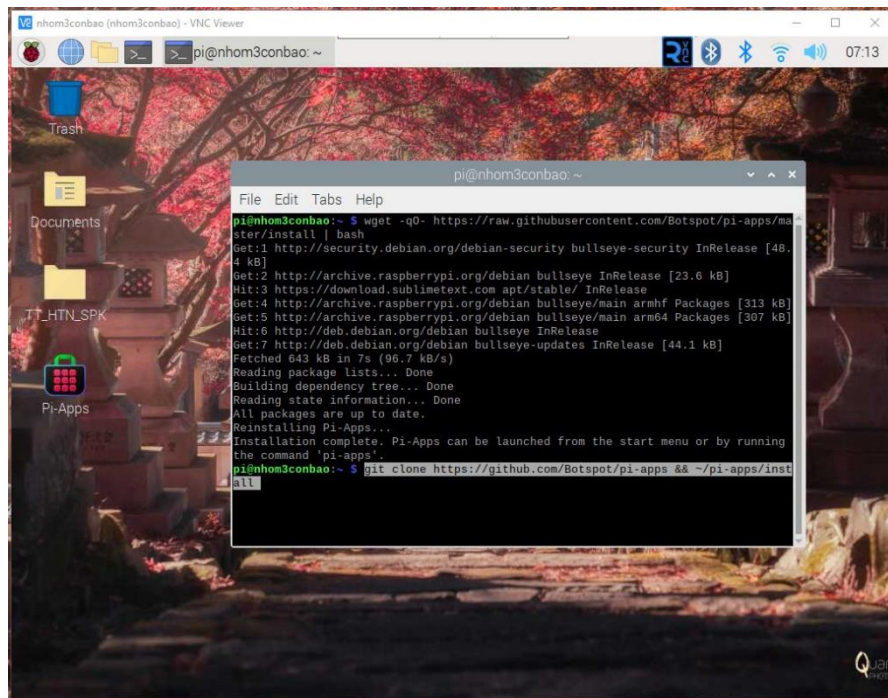 nhom3conbao (nhom3conbao) - VNC Viewer
pi@nhom3conbao: ~
07:13
Trash
Documents
TT_HTN_SPK
Pi-Apps
pi@nhom3conbao: ~
File Edit Tabs Help
pi@nhom3conbao:~ $ wget -qO- https://raw.githubusercontent.com/Botspot/pi-apps/ma
ster/install | bash
Get:1 http://security.debian.org/debian-security bullseye-security InRelease [48.
4 kB]
Get:2 http://archive.raspberrypi.org/debian bullseye InRelease [23.6 kB]
Hit:3 https://download.sublimetext.com apt/stable/ InRelease
Get:4 http://archive.raspberrypi.org/debian bullseye/main armhf Packages [313 kB]
Get:5 http://archive.raspberrypi.org/debian bullseye/main arm64 Packages [307 kB]
Hit:6 http://deb.debian.org/debian bullseye InRelease
Get:7 http://deb.debian.org/debian bullseye-updates InRelease [44.1 kB]
Fetched 643 kB in 7s (96.7 kB/s)
Reading package lists... Done
Building dependency tree... Done
Reading state information... Done
All packages are up to date.
Reinstalling Pi-Apps...
Installation complete. Pi-Apps can be launched from the start menu or by running
the command 'pi-apps'.
pi@nhom3conbao:~ $ git clone https://github.com/Botspot/pi-apps && ~/pi-apps/inst
all